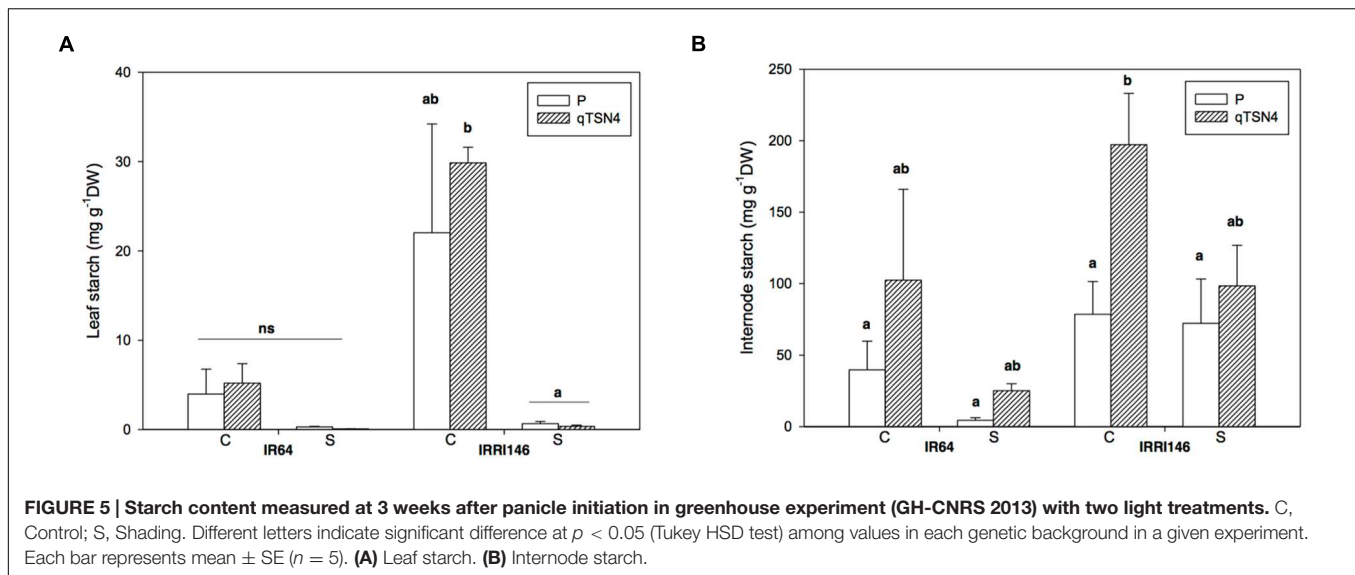 A
Leaf starch (mg g⁻¹DW)
40
30
20
10
0
P
qTSN4
ns
ab
b
a
C
S
C
S
IR64
IRRI146
B
Internode starch (mg g⁻¹DW)
250
200
150
100
50
0
P
qTSN4
a
ab
a
ab
a
b
a
ab
C
S
C
S
IR64
IRRI146
FIGURE 5 | Starch content measured at 3 weeks after panicle initiation in greenhouse experiment (GH-CNRS 2013) with two light treatments. C,
Control; S, Shading. Different letters indicate significant difference at p < 0.05 (Tukey HSD test) among values in each genetic background in a given experiment.
Each bar represents mean ± SE (n = 5). (A) Leaf starch. (B) Internode starch.